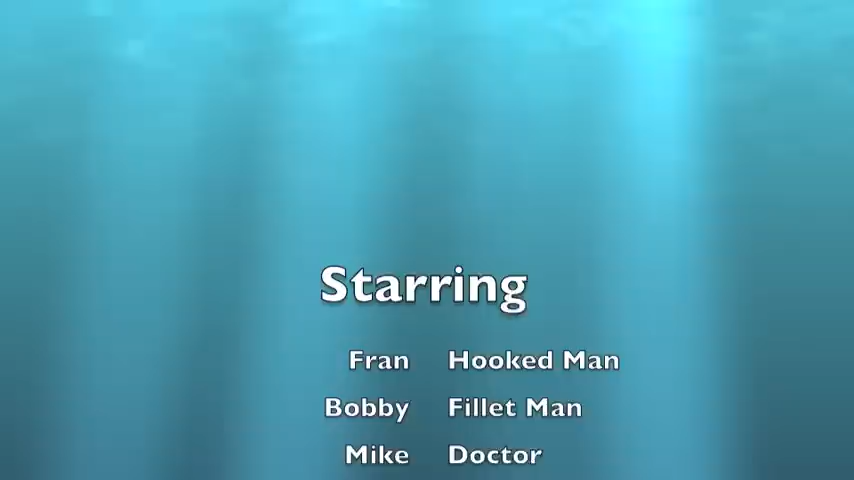 Starring
Fran Hooked Man
Bobby Fillet Man
Mike Doctor